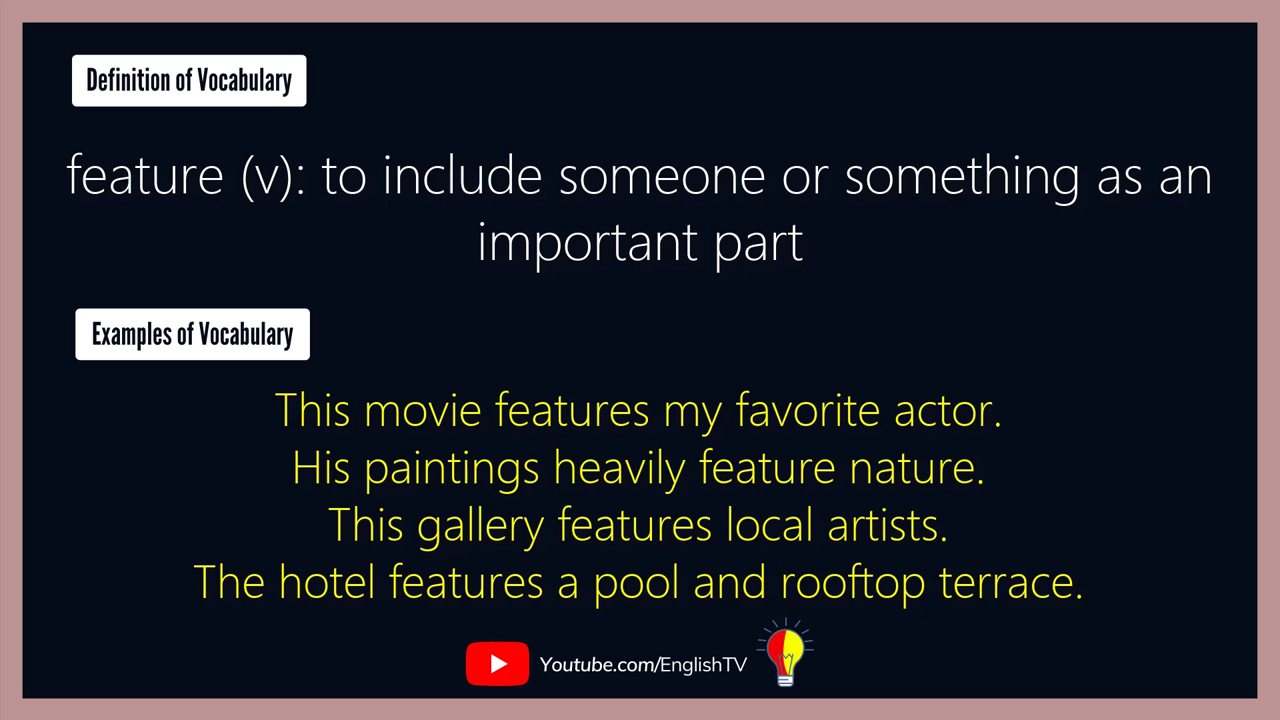 Definition of Vocabulary
feature (v): to include someone or something as an
important part
Examples of Vocabulary
This movie features my favorite actor.
His paintings heavily feature nature.
This gallery features local artists.
The hotel features a pool and rooftop terrace.
Youtube.com/EnglishTV